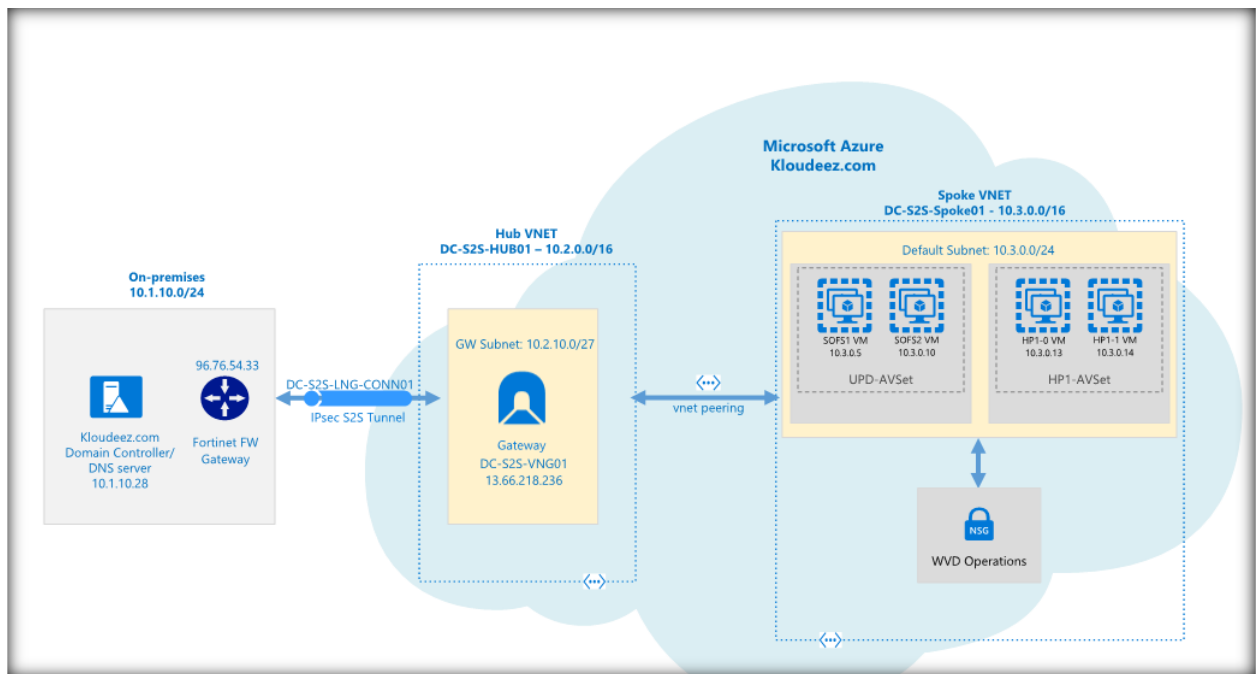 Microsoft Azure
Kloudeez.com
Spoke VNET
DC-S2S-Spoke01 - 10.3.0.0/16
Default Subnet: 10.3.0.0/24
SOFS1 VM
10.3.0.5
SOFS2 VM
10.3.0.10
UPD-AVSet
HP1-0 VM
10.3.0.13
HP1-1 VM
10.3.0.14
HP1-AVSet
NSG
WVD Operations
Hub VNET
DC-S2S-HUB01 – 10.2.0.0/16
GW Subnet: 10.2.10.0/27
Gateway
DC-S2S-VNG01
13.66.218.236
vnet peering
On-premises
10.1.10.0/24
96.76.54.33
Kloudeez.com
Domain Controller/
DNS server
10.1.10.28
Fortinet FW
Gateway
DC-S2S-LNG-CONN01
IPsec S2S Tunnel